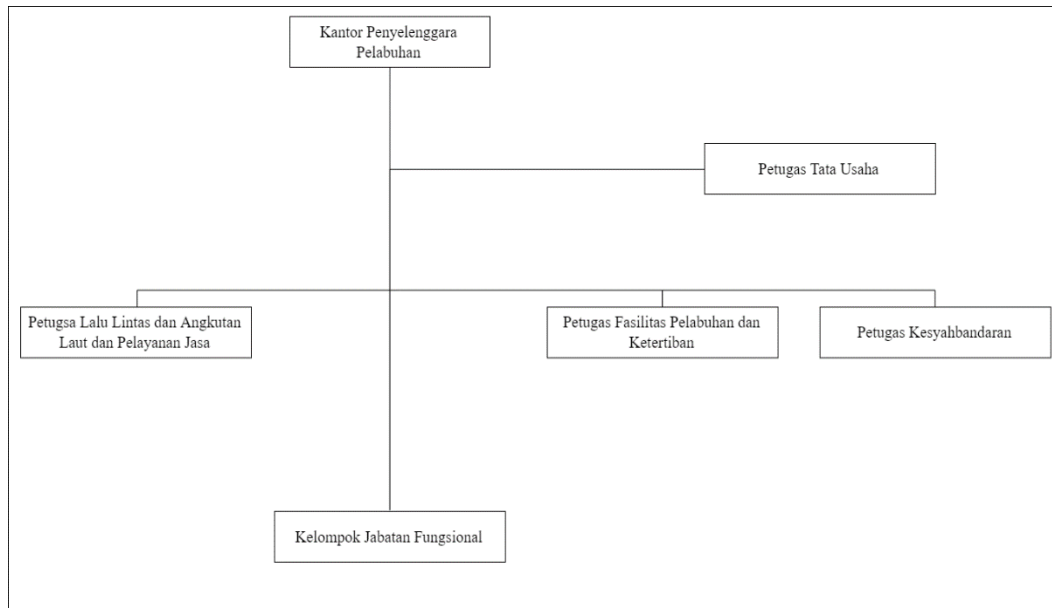 Kantor Penyelenggara
Pelabuhan
Petugas Tata Usaha
Petugsa Lalu Lintas dan Angkutan
Laut dan Pelayanan Jasa
Petugas Fasilitas Pelabuhan dan
Ketertiban
Petugas Kesyahbandaran
Kelompok Jabatan Fungsional